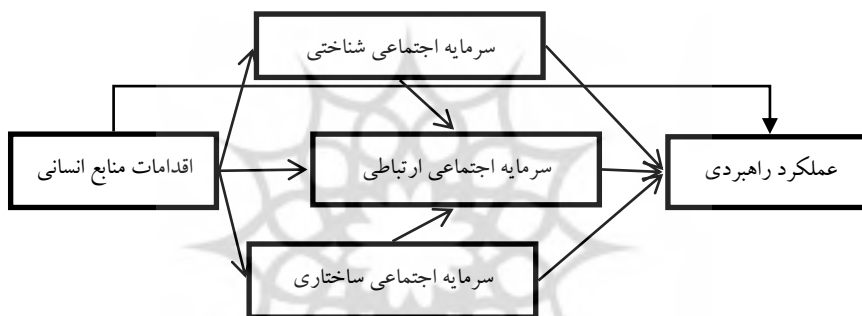 سرمایه اجتماعی شناختی
اقدامات منابع انسانی
سرمایه اجتماعی ارتباطی
عملکرد راهبردی
سرمایه اجتماعی ساختاری